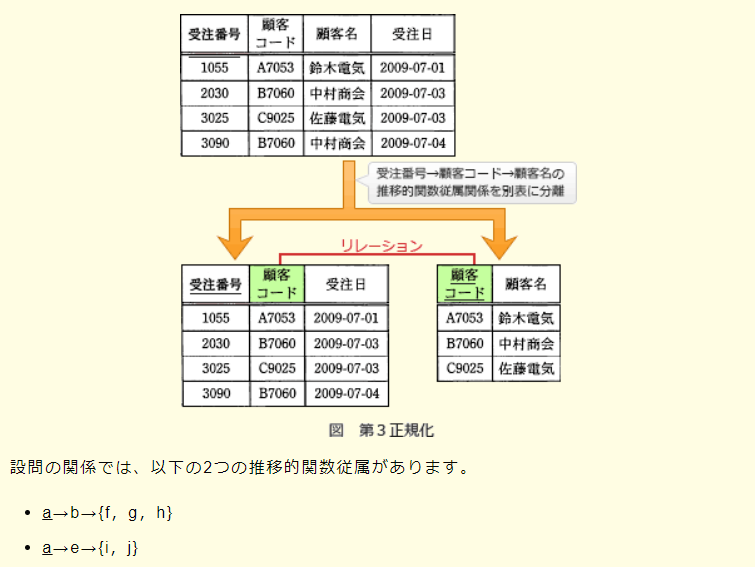 受注番号 顧客コード 顧客名 受注日
1055 A7053 鈴木電気 2009-07-01
2030 B7060 中村商会 2009-07-03
3025 C9025 佐藤電気 2009-07-03
3090 B7060 中村商会 2009-07-04
受注番号→顧客コード→顧客名の
推移的関数従属関係を別表に分離
リレーション
受注番号 顧客コード 受注日
1055 A7053 2009-07-01
2030 B7060 2009-07-03
3025 C9025 2009-07-03
3090 B7060 2009-07-04
顧客コード 顧客名
A7053 鈴木電気
B7060 中村商会
C9025 佐藤電気
図 第3正規化
設問の関係では、以下の2つの推移的関数従属があります。
• a→b→{f, g, h}
• a→e→{i, j}